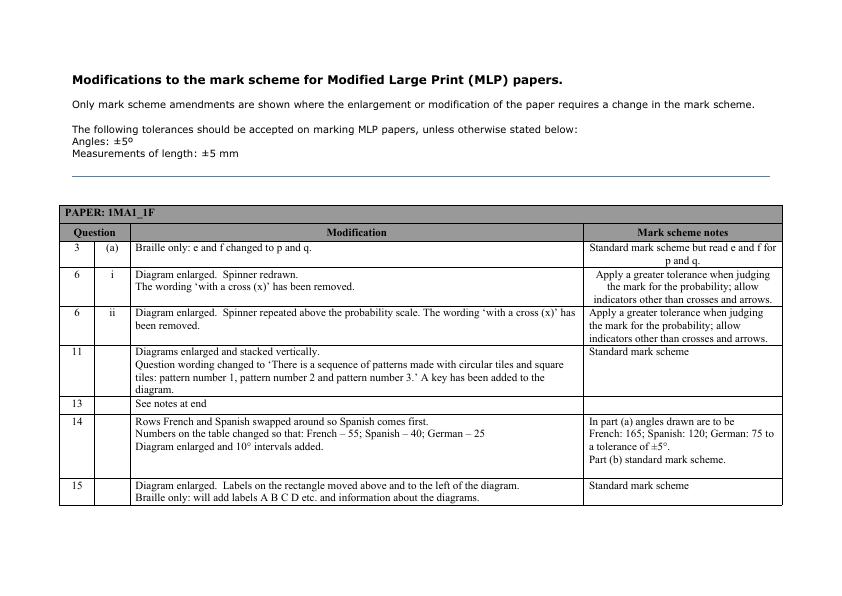 Modifications to the mark scheme for Modified Large Print (MLP) papers.
Only mark scheme amendments are shown where the enlargement or modification of the paper requires a change in the mark scheme.
The following tolerances should be accepted on marking MLP papers, unless otherwise stated below:
Angles: ±5º
Measurements of length: ±5 mm
PAPER: 1MA1_1F
Question Modification Mark scheme notes
3 (a) Braille only: e and f changed to p and q. Standard mark scheme but read e and f for
p and q.
6 i Diagram enlarged. Spinner redrawn. Apply a greater tolerance when judging
The wording ‘with a cross (x)’ has been removed. the mark for the probability; allow
indicators other than crosses and arrows.
6 ii Diagram enlarged. Spinner repeated above the probability scale. The wording ‘with a cross (x)’ has Apply a greater tolerance when judging
been removed. the mark for the probability; allow
indicators other than crosses and arrows.
11 Diagrams enlarged and stacked vertically. Standard mark scheme
Question wording changed to ‘There is a sequence of patterns made with circular tiles and square
tiles: pattern number 1, pattern number 2 and pattern number 3.’ A key has been added to the
diagram.
13 See notes at end
14 Rows French and Spanish swapped around so Spanish comes first. In part (a) angles drawn are to be
Numbers on the table changed so that: French – 55; Spanish – 40; German – 25 French: 165; Spanish: 120; German: 75 to
Diagram enlarged and 10° intervals added. a tolerance of ±5°.
Part (b) standard mark scheme.
15 Diagram enlarged. Labels on the rectangle moved above and to the left of the diagram. Standard mark scheme
Braille only: will add labels A B C D etc. and information about the diagrams.